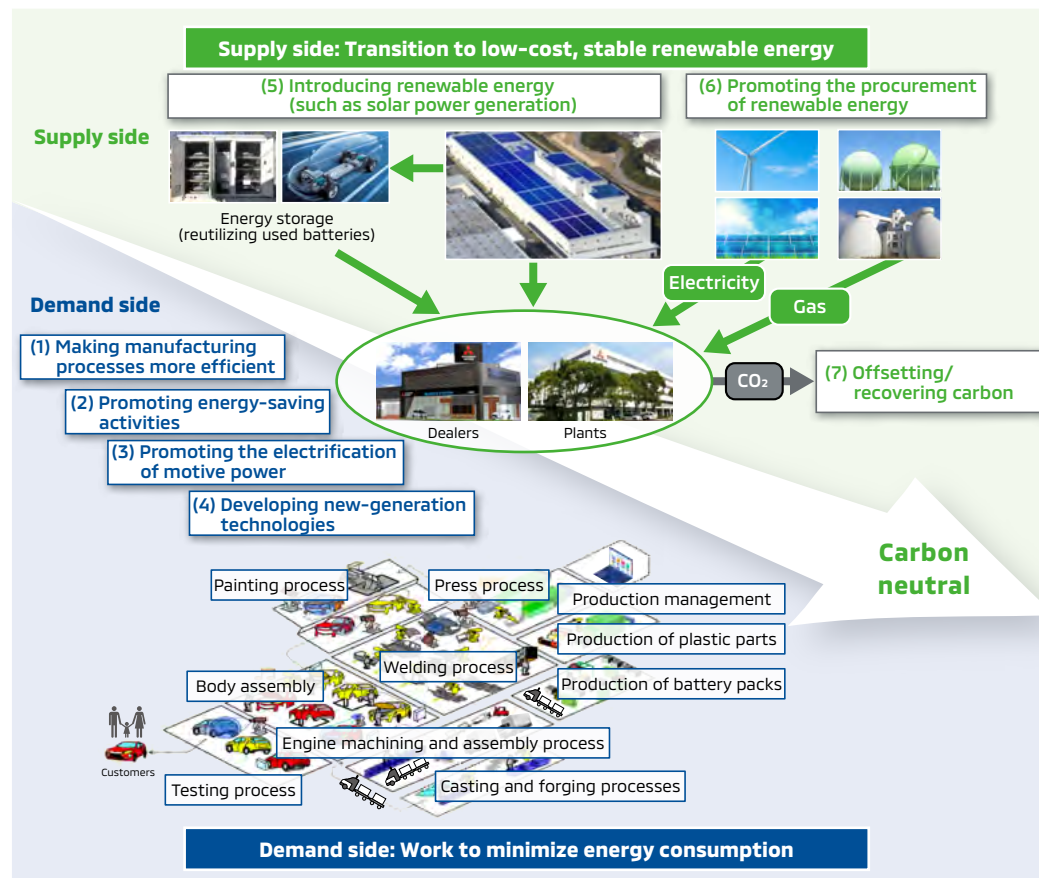 Supply side: Transition to low-cost, stable renewable energy
(5) Introducing renewable energy
(such as solar power generation)
(6) Promoting the procurement
of renewable energy
Supply side
Energy storage
(reutilizing used batteries)
Electricity
Gas
Demand side
(1) Making manufacturing
processes more efficient
(2) Promoting energy-saving
activities
(3) Promoting the electrification
of motive power
(4) Developing new-generation
technologies
Dealers
Plants
CO₂
(7) Offsetting/
recovering carbon
Carbon
neutral
Painting process
Press process
Production management
Production of plastic parts
Welding process
Body assembly
Production of battery packs
Engine machining and assembly process
Customers
Testing process
Casting and forging processes
Demand side: Work to minimize energy consumption